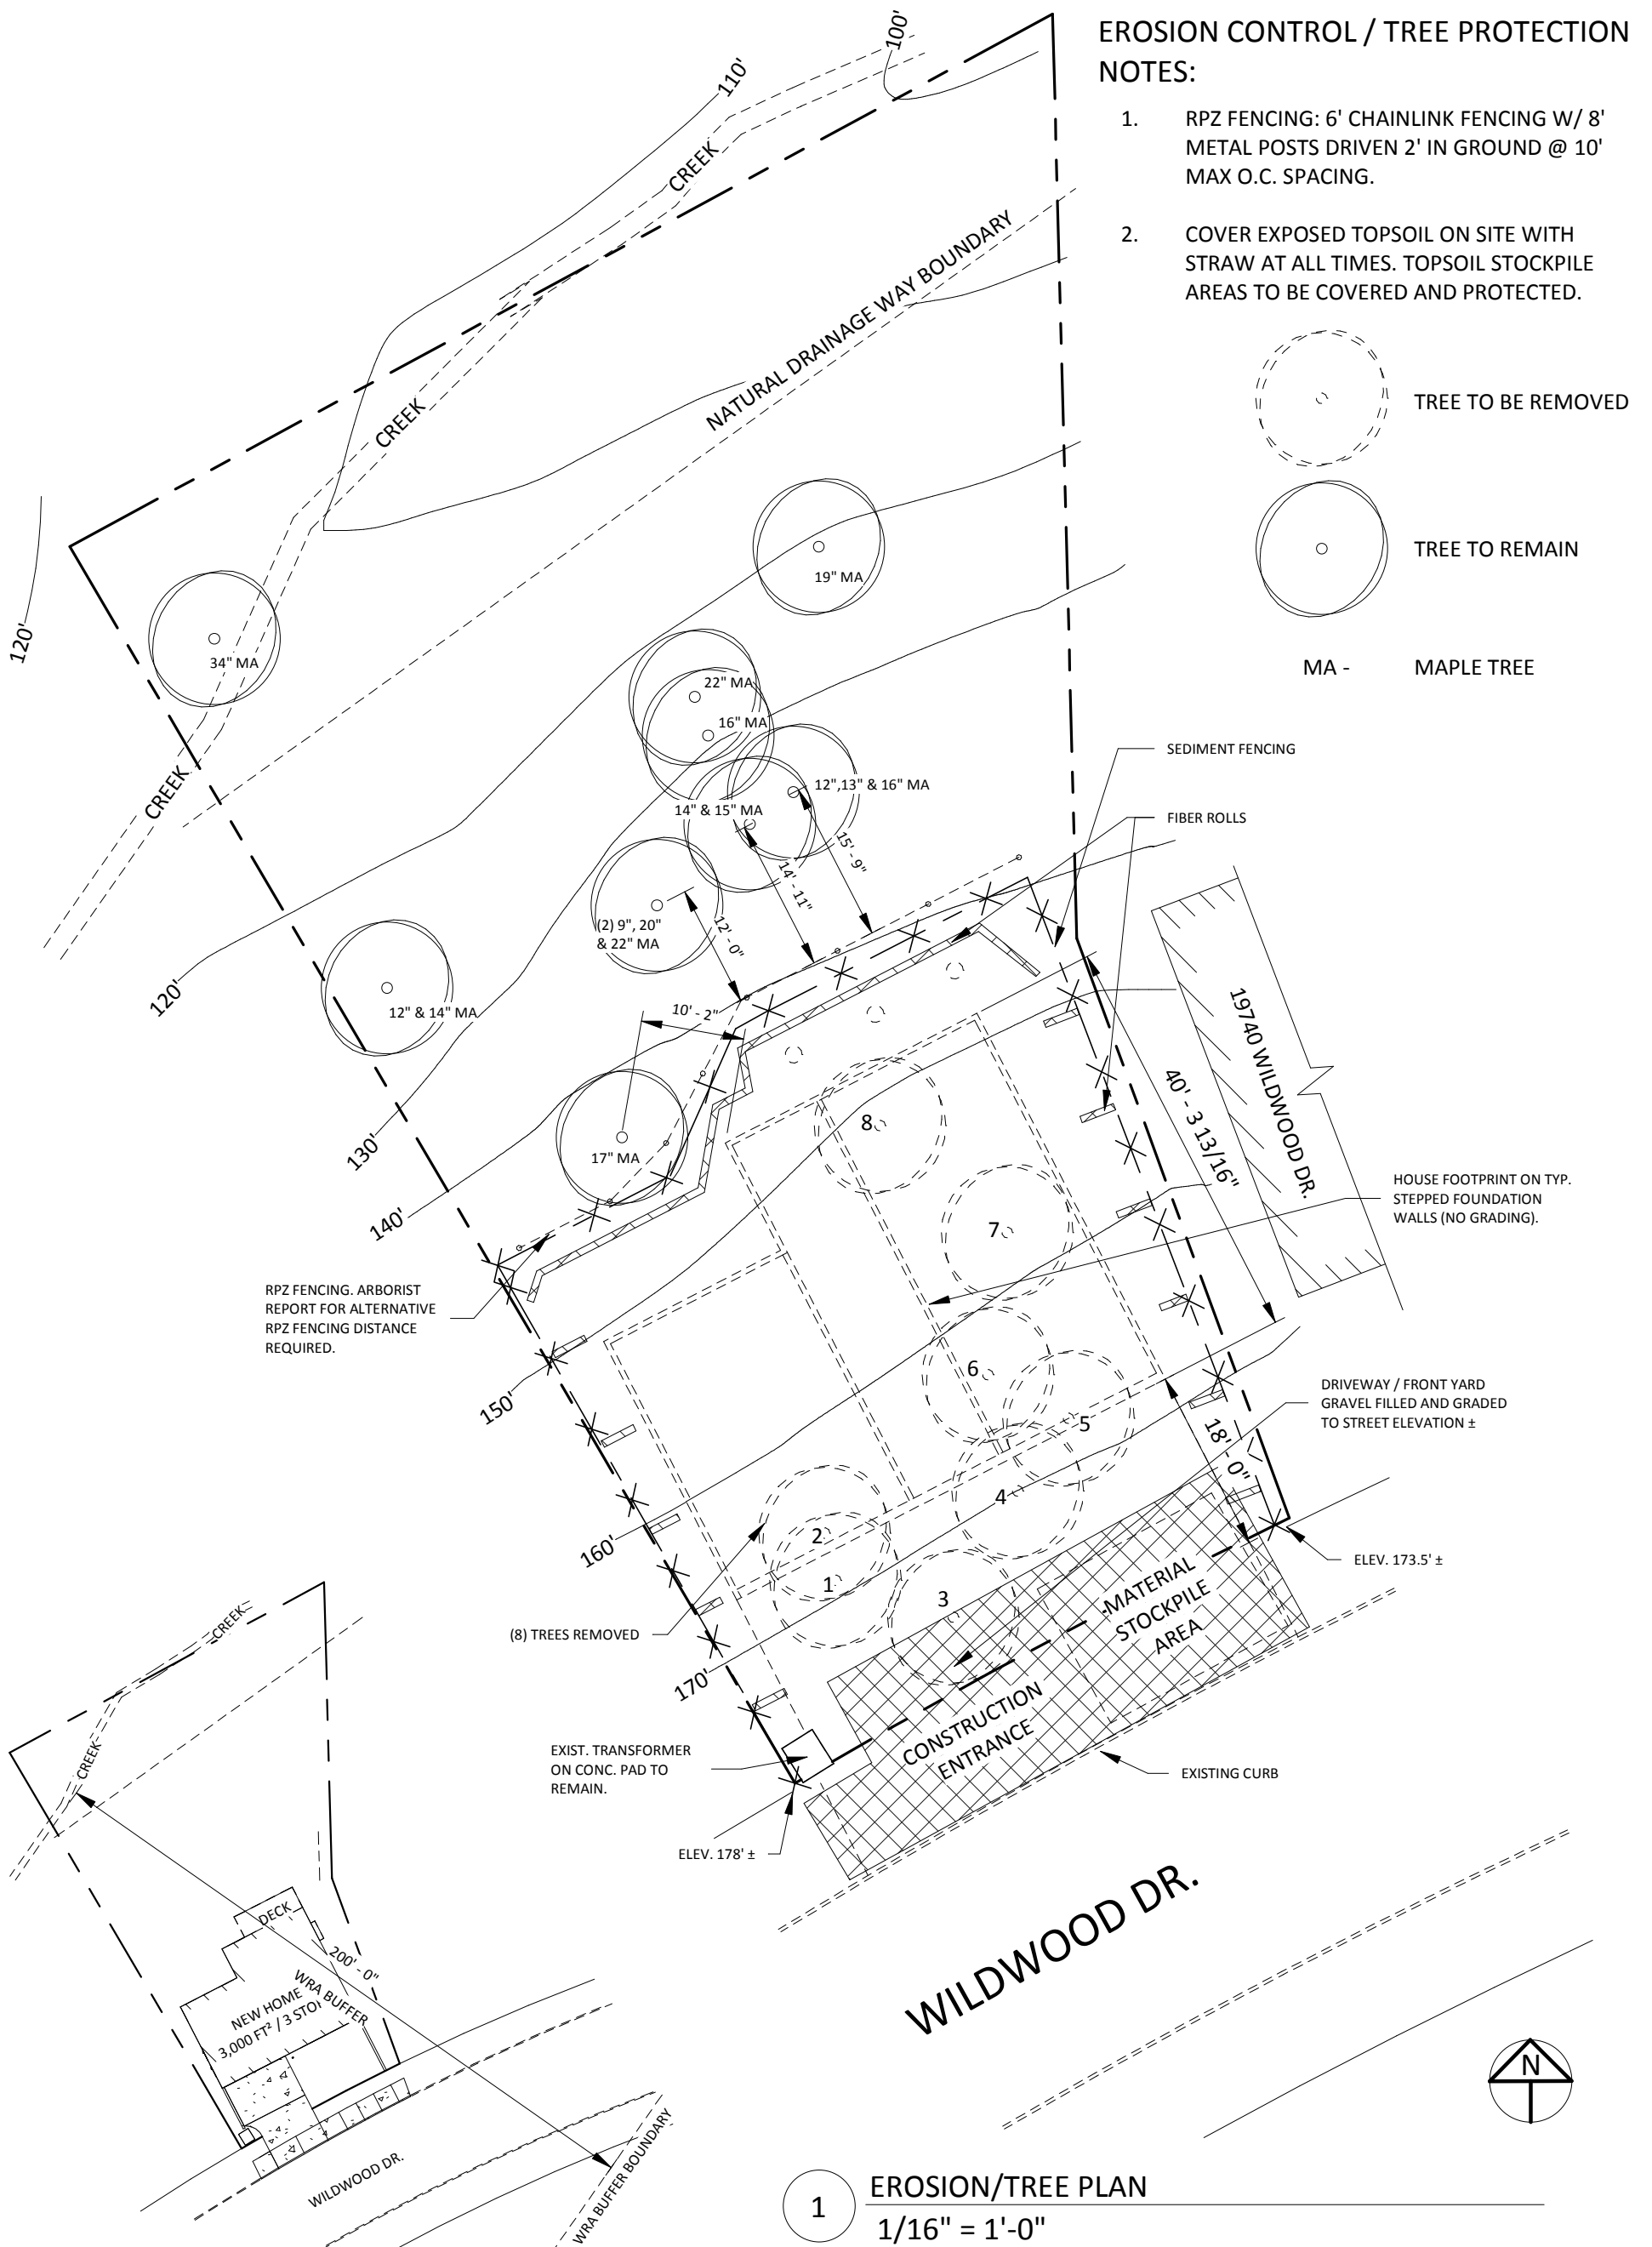 EROSION CONTROL / TREE PROTECTION
NOTES:
1. RPZ FENCING: 6' CHAINLINK FENCING W/ 8'
METAL POSTS DRIVEN 2' IN GROUND @ 10'
MAX O.C. SPACING.
2. COVER EXPOSED TOPSOIL ON SITE WITH
STRAW AT ALL TIMES. TOPSOIL STOCKPILE
AREAS TO BE COVERED AND PROTECTED.
TREE TO BE REMOVED
TREE TO REMAIN
MA - MAPLE TREE
100'
110'
CREEK
NATURAL DRAINAGE WAY BOUNDARY
CREEK
120'
34" MA
19" MA
22" MA
16" MA
CREEK
12",13" & 16" MA
14" & 15" MA
15' - 9"
14' - 11"
(2) 9", 20"
& 22" MA
12' - 0"
120'
12" & 14" MA
10' - 2"
130'
17" MA
140'
SEDIMENT FENCING
FIBER ROLLS
19740 WILDWOOD DR.
40' - 3 13/16"
HOUSE FOOTPRINT ON TYP.
STEPPED FOUNDATION
WALLS (NO GRADING).
RPZ FENCING. ARBORIST
REPORT FOR ALTERNATIVE
RPZ FENCING DISTANCE
REQUIRED.
8
7
6
5
4
2
1
3
150'
160'
170'
DRIVEWAY / FRONT YARD
GRAVEL FILLED AND GRADED
TO STREET ELEVATION ±
18' - 0"
ELEV. 173.5' ±
MATERIAL
STOCKPILE
AREA
(8) TREES REMOVED
CONSTRUCTION
ENTRANCE
EXIST. TRANSFORMER
ON CONC. PAD TO
REMAIN.
EXISTING CURB
ELEV. 178' ±
WILDWOOD DR.
N
CREEK
CREEK
DECK
200' - 0"
WRA BUFFER
NEW HOME
3,000 FT² / 3 STO
WILDWOOD DR.
WRA BUFFER BOUNDARY
1
EROSION/TREE PLAN
1/16" = 1'-0"